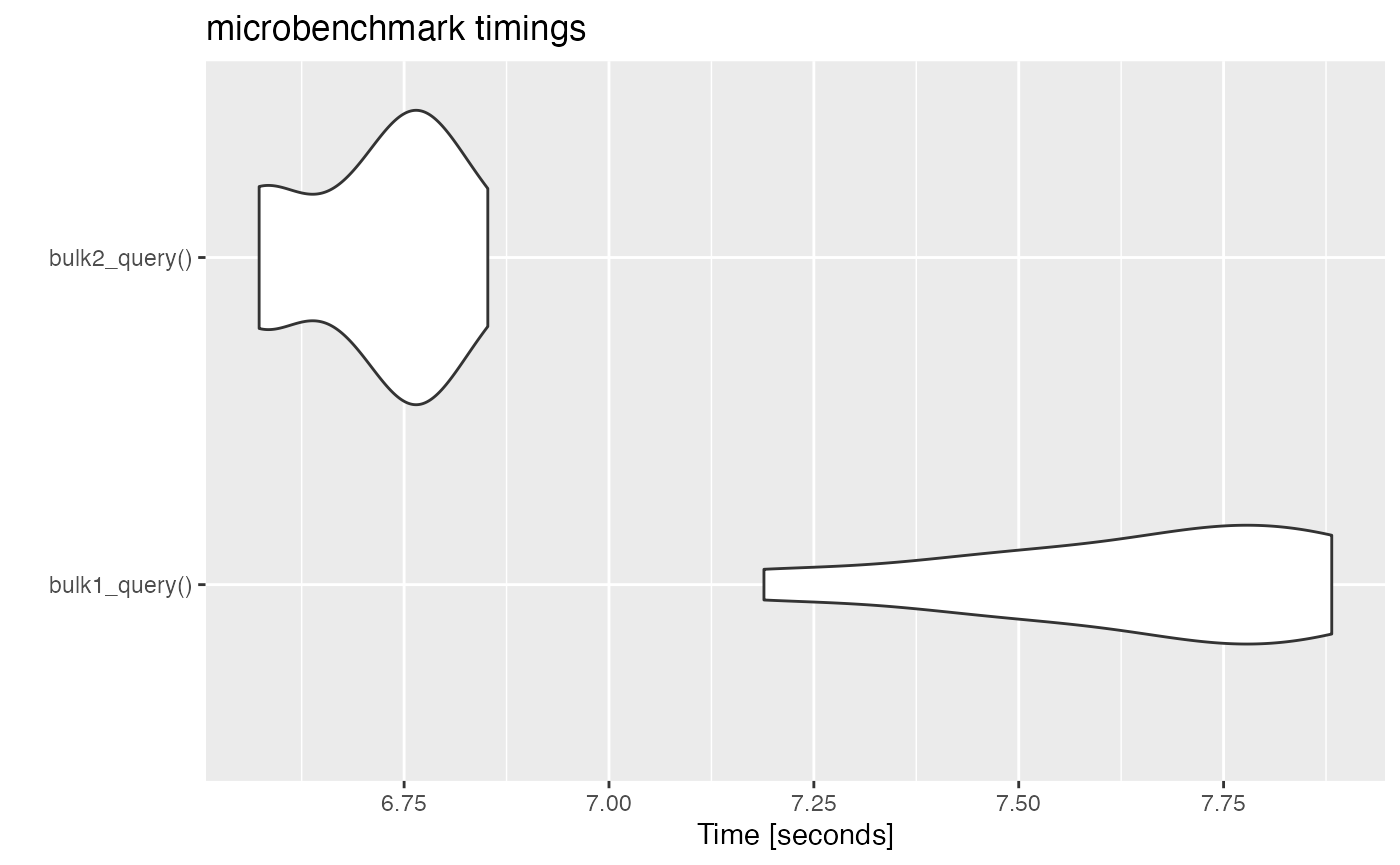 microbenchmark timings
bulk2_query()
bulk1_query()
6.75 7.00 7.25 7.50 7.75
Time [seconds]